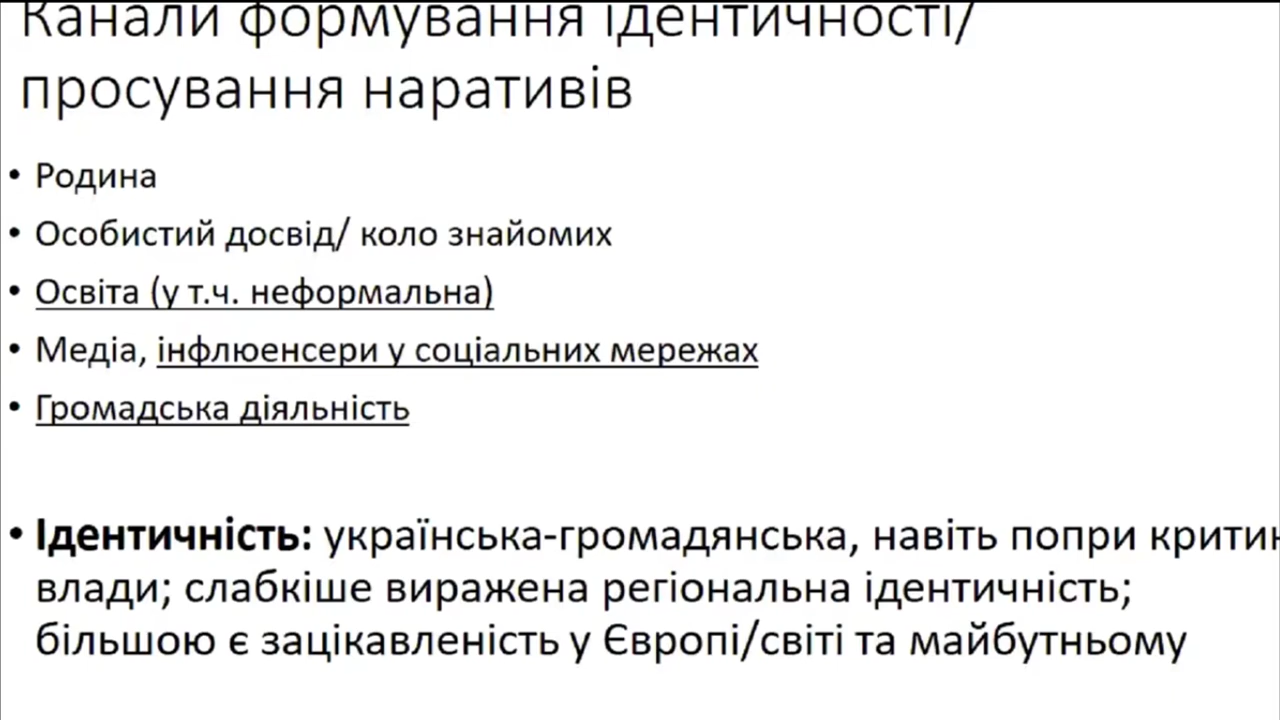 Канали формування ідентичності/
просування наративів
• Родина
• Особистий досвід/ коло знайомих
• Освіта (у т.ч. неформальна)
• Медіа, інфлюенсери у соціальних мережах
• Громадська діяльність
• Ідентичність: українська-громадянська, навіть попри
влади; слабкіше виражена регіональна ідентичність;
більшою є зацікавленість у Європі/світі та майбутньому